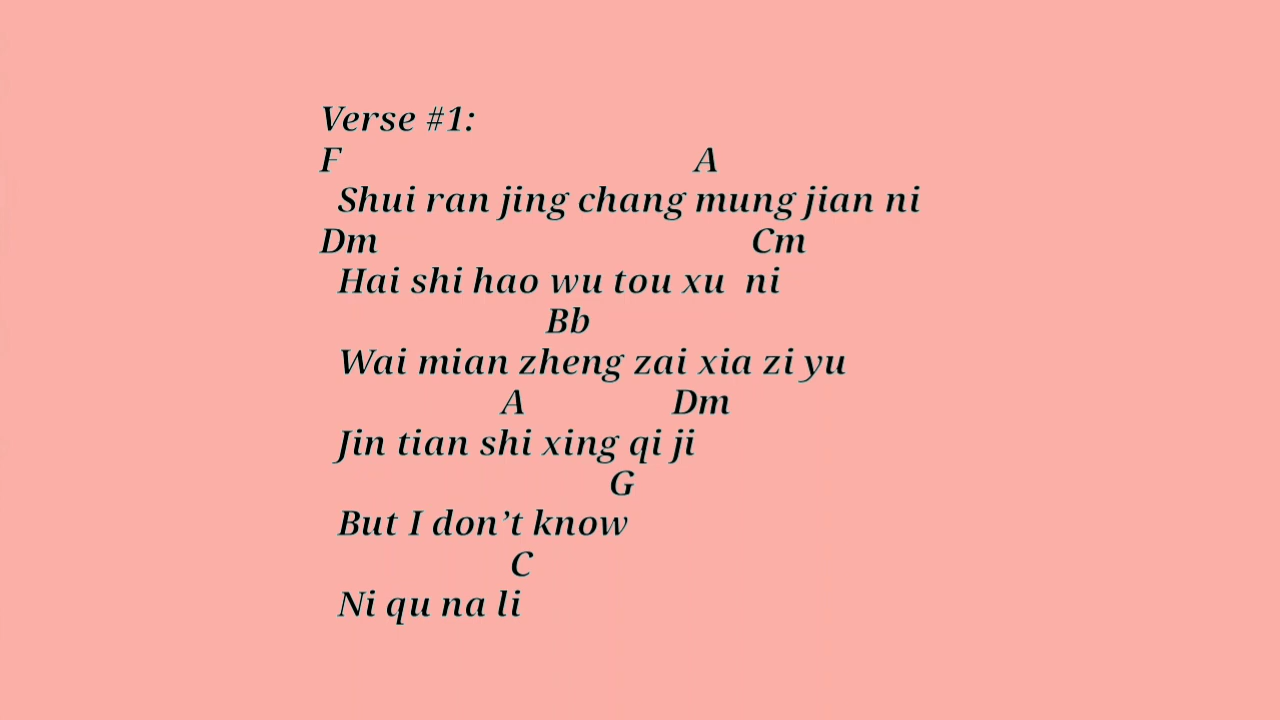 Verse #1:
F A
Shui ran jing chang mung jian ni
Dm Cm
Hai shi hao wu tou xu ni
Bb
Wai mian zheng zai xia zi yu
A Dm
Jin tian shi xing qi ji
G
But I don’t know
C
Ni qu na li